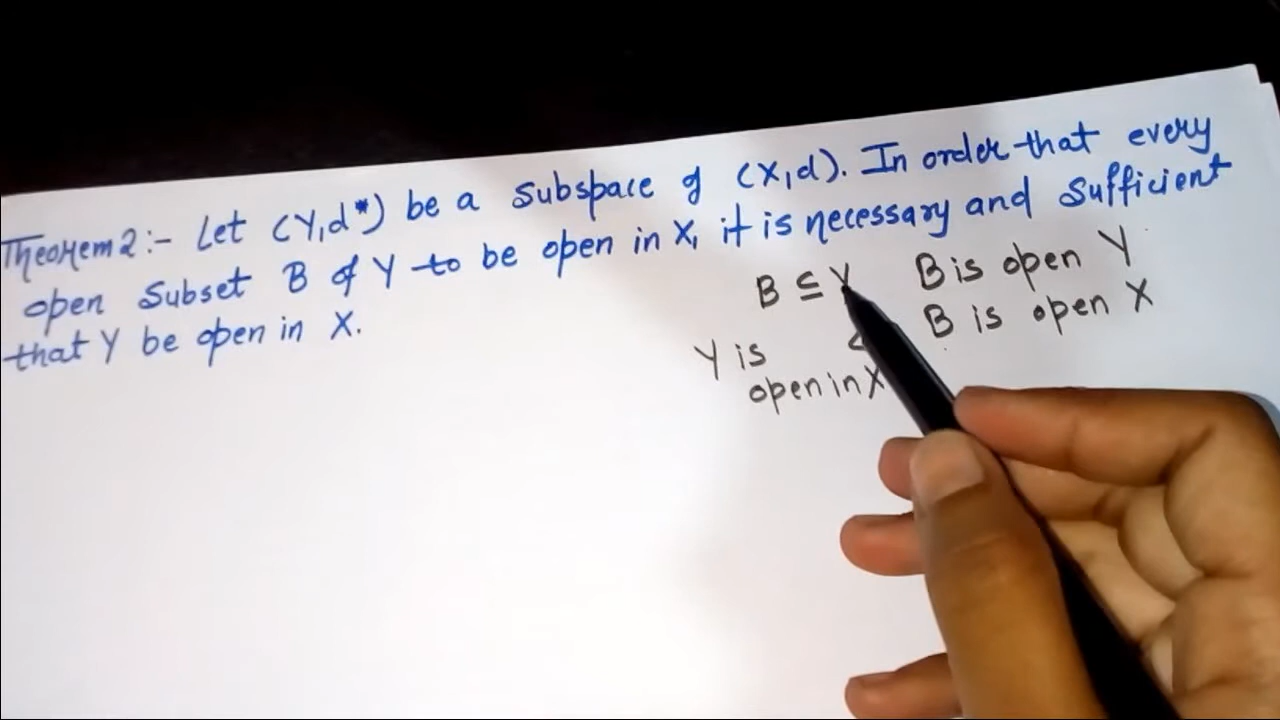 Theorem 2:- Let (Y,d*) be a subspace of (X,d). In order that every
open subset B of Y to be open in X, it is necessary and sufficient
that Y be open in X.
B ⊆ Y B is open Y
Y is B is open X
open in X